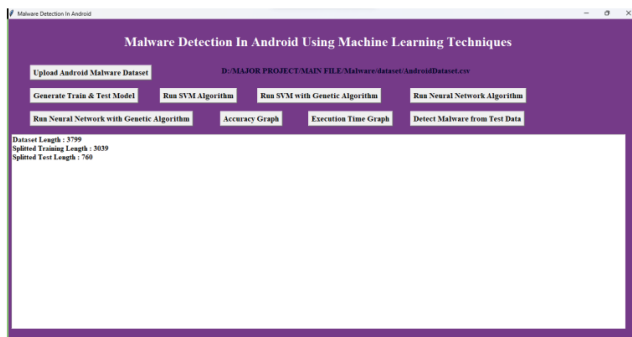 Malware Detection In Android
Malware Detection In Android Using Machine Learning Techniques
Upload Android Malware Dataset D:/MAJOR PROJECT/MAIN FILE/Malware/dataset/AndroidDataset.csv
Generate Train & Test Model Run SVM Algorithm Run SVM with Genetic Algorithm Run Neural Network Algorithm
Run Neural Network with Genetic Algorithm Accuracy Graph Execution Time Graph Detect Malware from Test Data
Dataset Length : 3799
Splitted Training Length : 3039
Splitted Test Length : 760